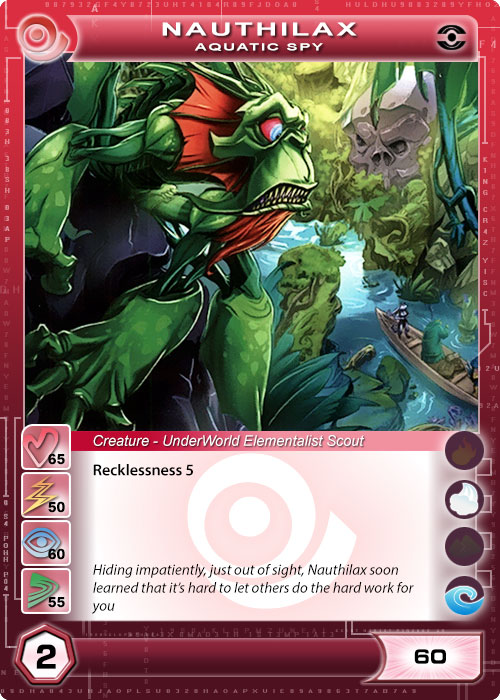 NAUTHILAX
AQUATIC SPY
Creature - UnderWorld Elementalist Scout
65
Recklessness 5
50
60
Hiding impatiently, just out of sight, Nauthilax soon
learned that it's hard to let others do the hard work for
you
55
2
60